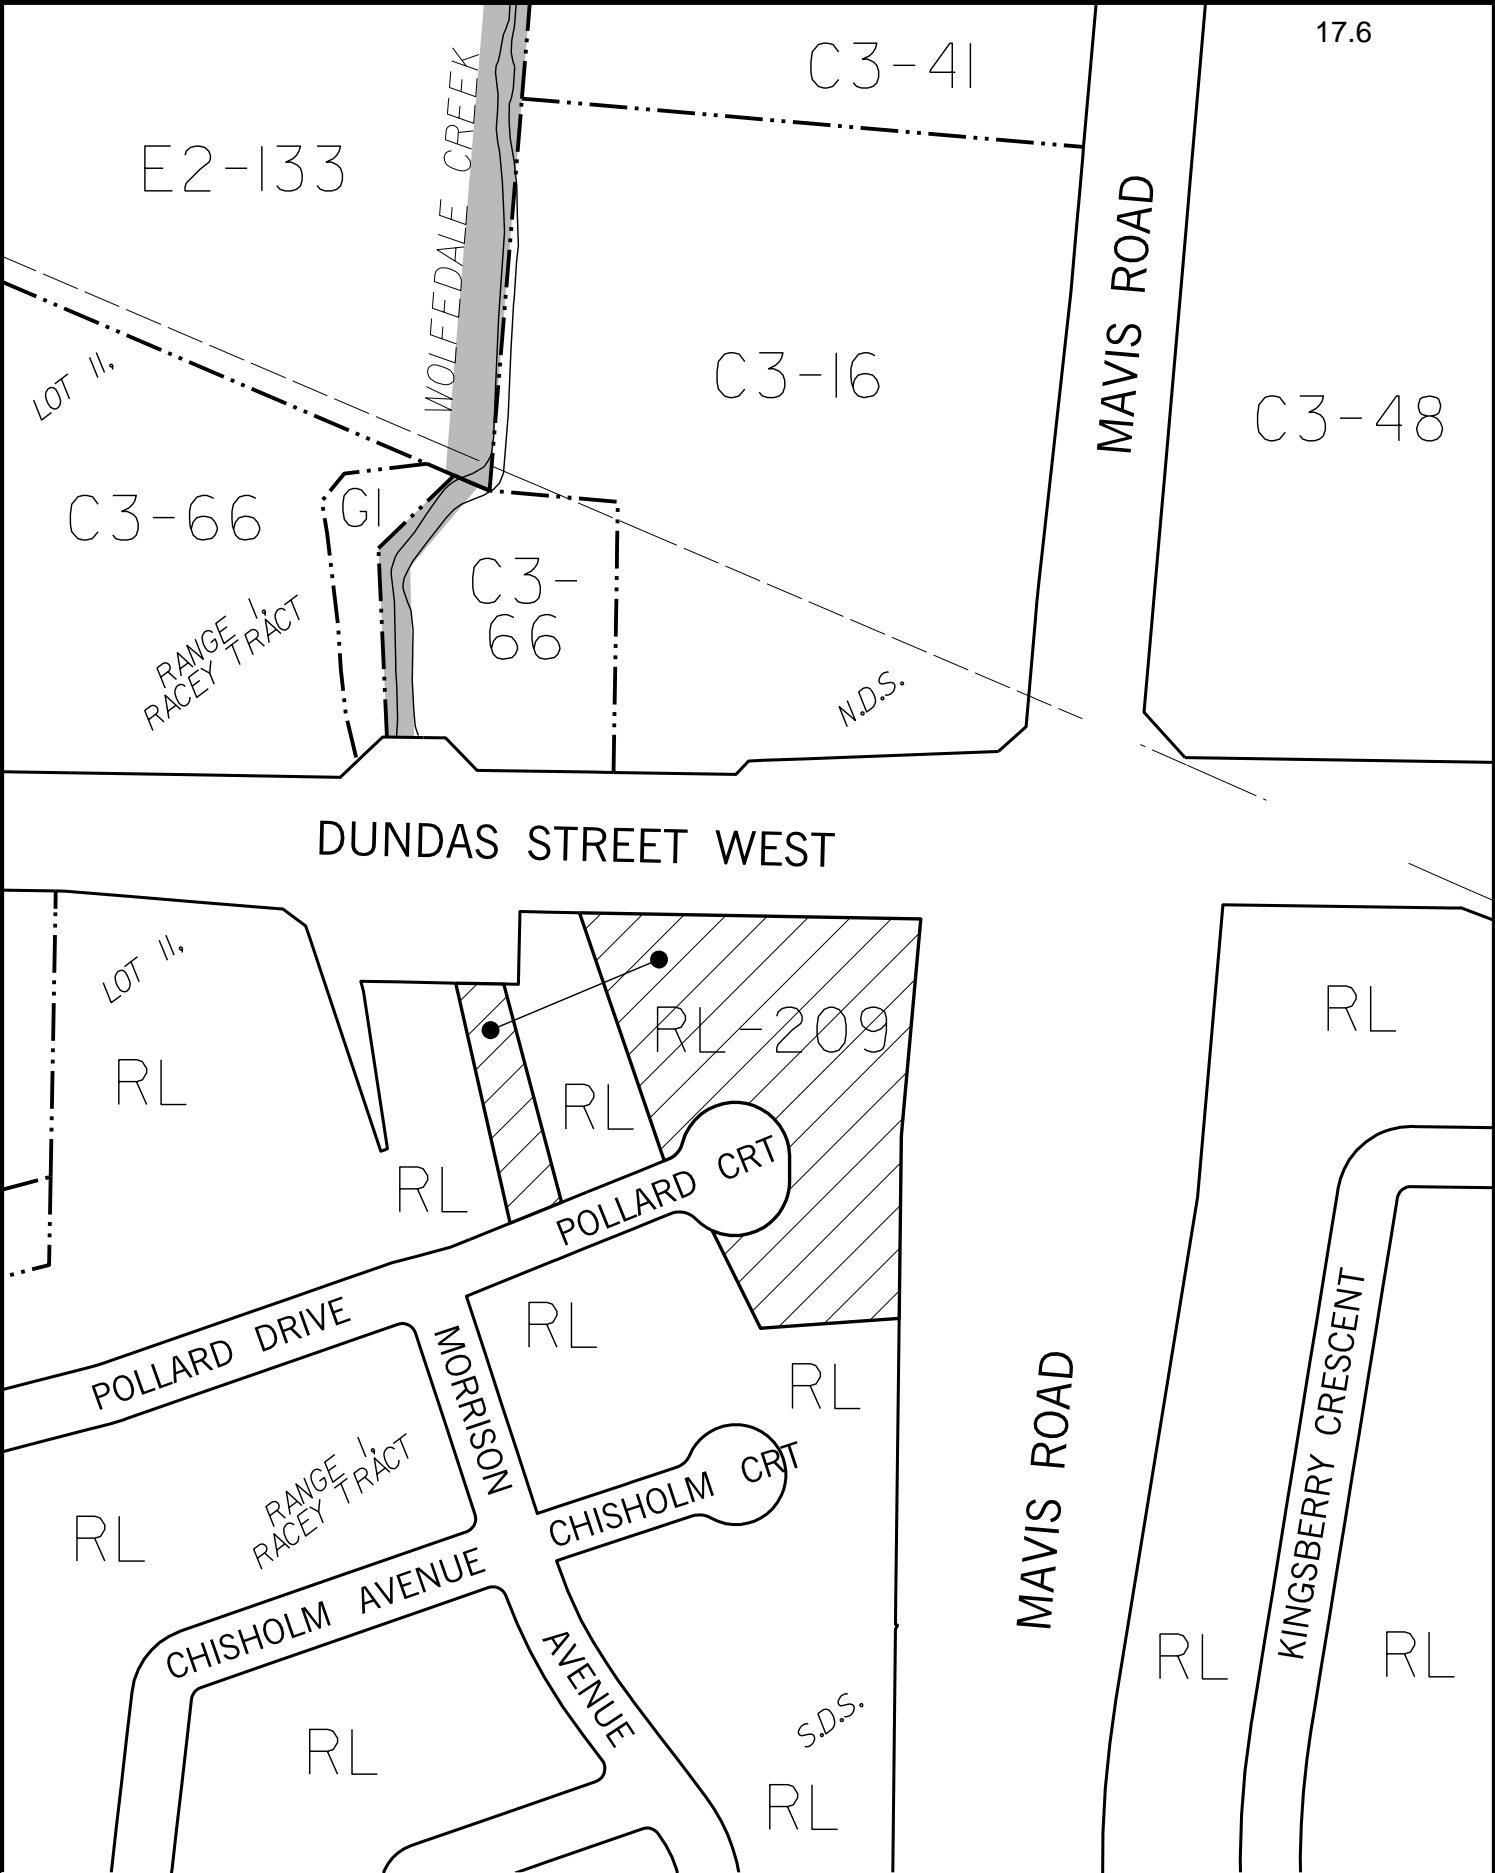 17.6
C3-41
WOLFEDALE CREEK
E2-133
MAVIS ROAD
C3-16
LOT 11,
C3-48
C3-66
G1
C3-
66
RANGE 1,
RACEY TRACT
N.D.S.
DUNDAS STREET WEST
LOT 11,
RL-209
RL
RL
RL
RL
POLLARD CRT
POLLARD DRIVE
RL
MORRISON
RL
KINGSBERRY CRESCENT
MAVIS ROAD
RANGE 1,
RACEY TRACT
CHISHOLM CRT
RL
CHISHOLM AVENUE
AVENUE
RL
RL
S.D.S.
RL
RL